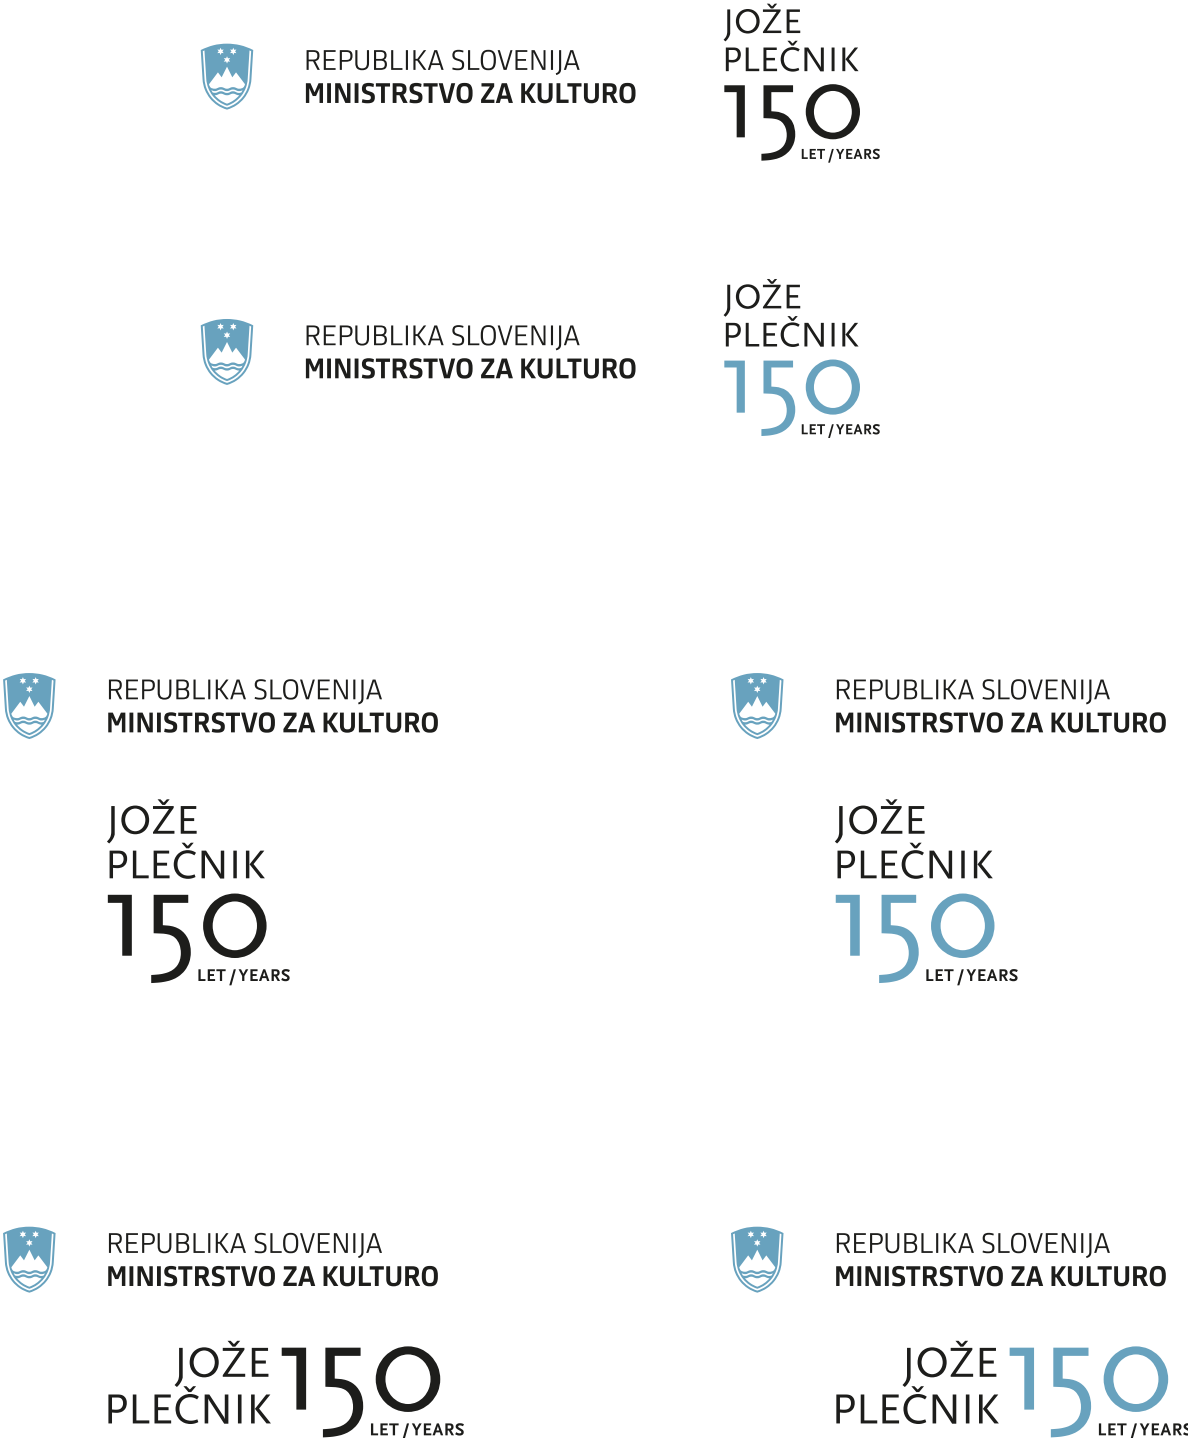 REPUBLIKA SLOVENIJA
MINISTRSTVO ZA KULTURO
JOŽE
PLEČNIK
150
LET / YEARS
REPUBLIKA SLOVENIJA
MINISTRSTVO ZA KULTURO
JOŽE
PLEČNIK
150
LET / YEARS
REPUBLIKA SLOVENIJA
MINISTRSTVO ZA KULTURO
JOŽE
PLEČNIK
150
LET / YEARS
REPUBLIKA SLOVENIJA
MINISTRSTVO ZA KULTURO
JOŽE
PLEČNIK
150
LET / YEARS
REPUBLIKA SLOVENIJA
MINISTRSTVO ZA KULTURO
JOŽE
PLEČNIK
150
LET / YEARS
REPUBLIKA SLOVENIJA
MINISTRSTVO ZA KULTURO
JOŽE
PLEČNIK
150
LET / YEARS